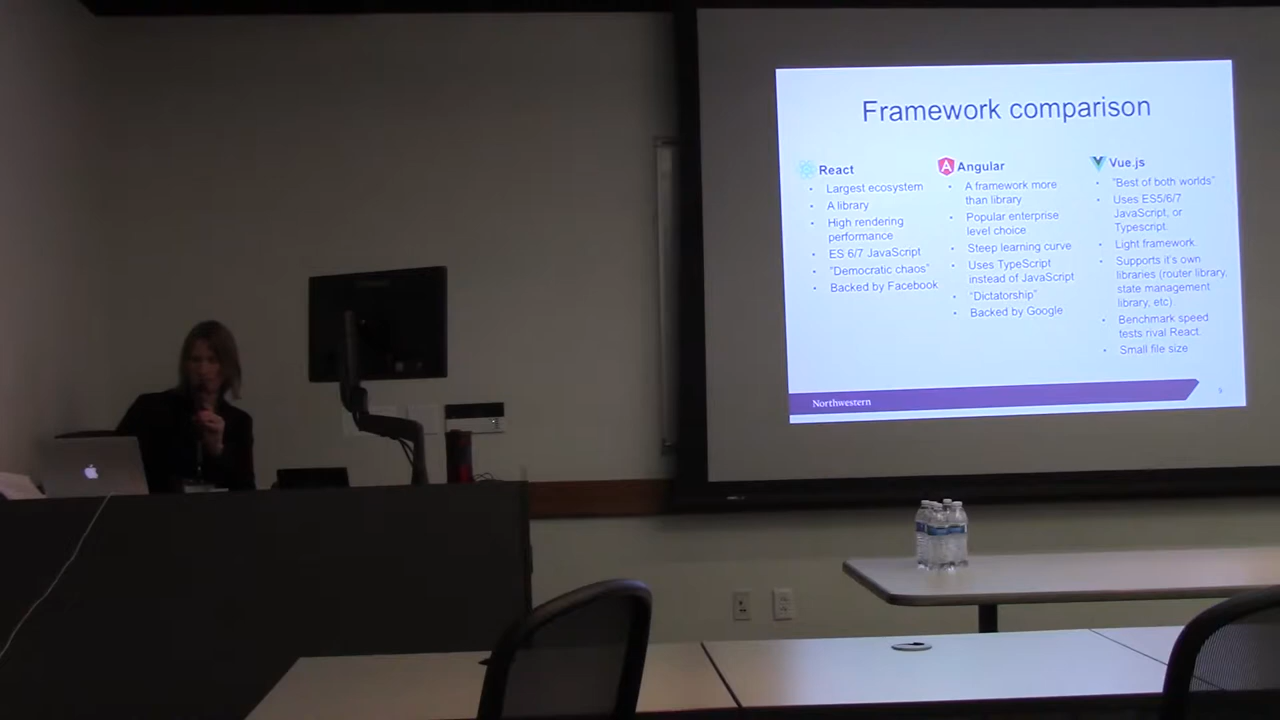 Framework comparison
React
Largest ecosystem
A library
High rendering
performance
ES 6/7 JavaScript
"Democratic chaos"
Backed by Facebook
Angular
A framework more
than library
Popular enterprise
level choice
Steep learning curve
Uses TypeScript
instead of JavaScript
"Dictatorship"
Backed by Google
Vue.js
"Best of both worlds"
Uses ES5/6/7
JavaScript, or
Typescript.
Light framework.
Supports it's own
libraries (router library,
state management
library, etc).
Benchmark speed
tests rival React.
Small file size
Northwestern
9